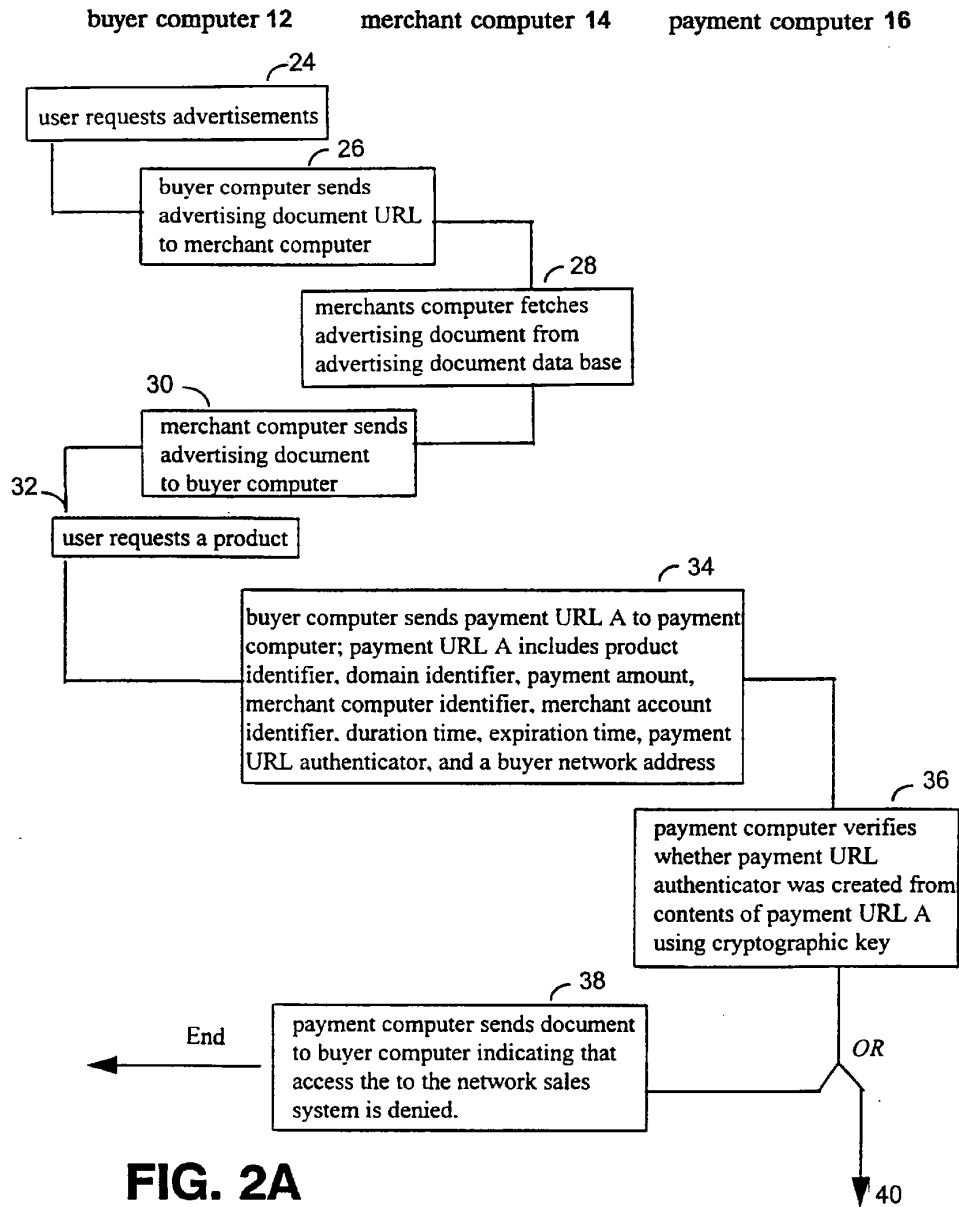 buyer computer 12 merchant computer 14 payment computer 16
24
user requests advertisements
26
buyer computer sends
advertising document URL
to merchant computer
28
merchants computer fetches
advertising document from
advertising document data base
30
merchant computer sends
advertising document
to buyer computer
32
user requests a product
34
buyer computer sends payment URL A to payment
computer; payment URL A includes product
identifier, domain identifier, payment amount,
merchant computer identifier, merchant account
identifier, duration time, expiration time, payment
URL authenticator, and a buyer network address
36
payment computer verifies
whether payment URL
authenticator was created from
contents of payment URL A
using cryptographic key
38
payment computer sends document
to buyer computer indicating that
access the to the network sales
system is denied.
End
OR
40
FIG. 2A